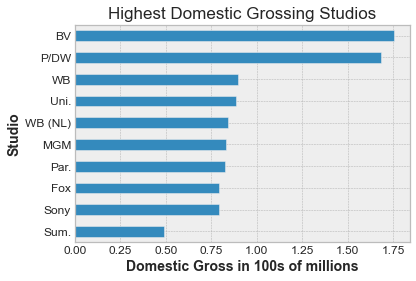 Highest Domestic Grossing Studios
Studio
BV
P/DW
WB
Uni.
WB (NL)
MGM
Par.
Fox
Sony
Sum.
0.00 0.25 0.50 0.75 1.00 1.25 1.50 1.75
Domestic Gross in 100s of millions